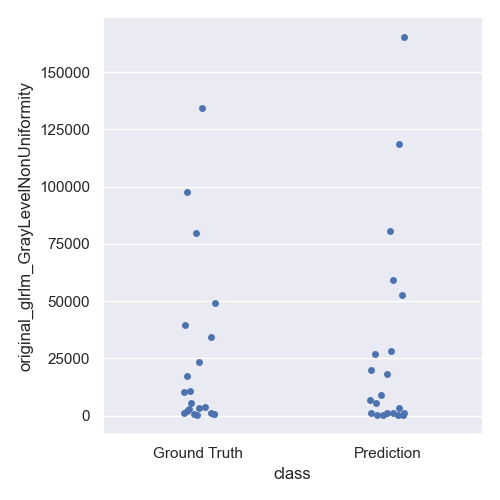 original_glrlm_GrayLevelNonUniformity
150000
125000
100000
75000
50000
25000
0
Ground Truth
Prediction
class